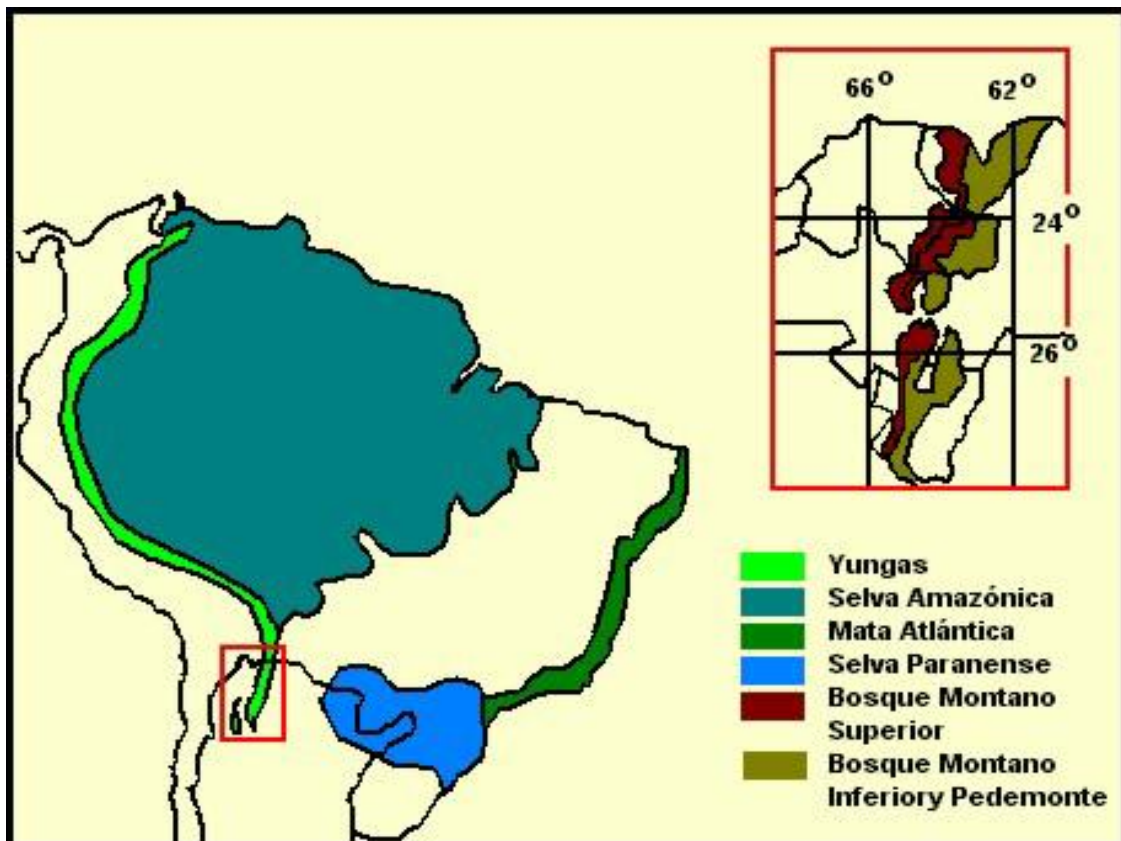 66° 62°
24°
26°
Yungas
Selva Amazónica
Mata Atlántica
Selva Paranense
Bosque Montano
Superior
Bosque Montano
Inferiory Pedemonte